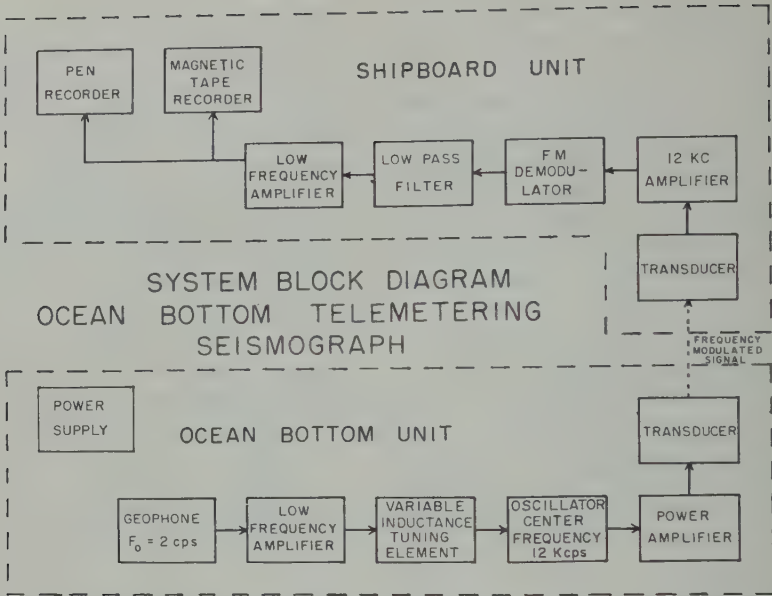 SHIPBOARD UNIT
PEN
RECORDER
MAGNETIC
TAPE
RECORDER
LOW
FREQUENCY
AMPLIFIER
LOW PASS
FILTER
FM
DEMODU-
LATOR
12 KC
AMPLIFIER
TRANSDUCER
SYSTEM BLOCK DIAGRAM
OCEAN BOTTOM TELEMETERING
SEISMOGRAPH
FREQUENCY
MODULATED
SIGNAL
POWER
SUPPLY
OCEAN BOTTOM UNIT
TRANSDUCER
GEOPHONE
Fo = 2 cps
LOW
FREQUENCY
AMPLIFIER
VARIABLE
INDUCTANCE
TUNING
ELEMENT
OSCILLATOR
CENTER
FREQUENCY
12 Kcps
POWER
AMPLIFIER